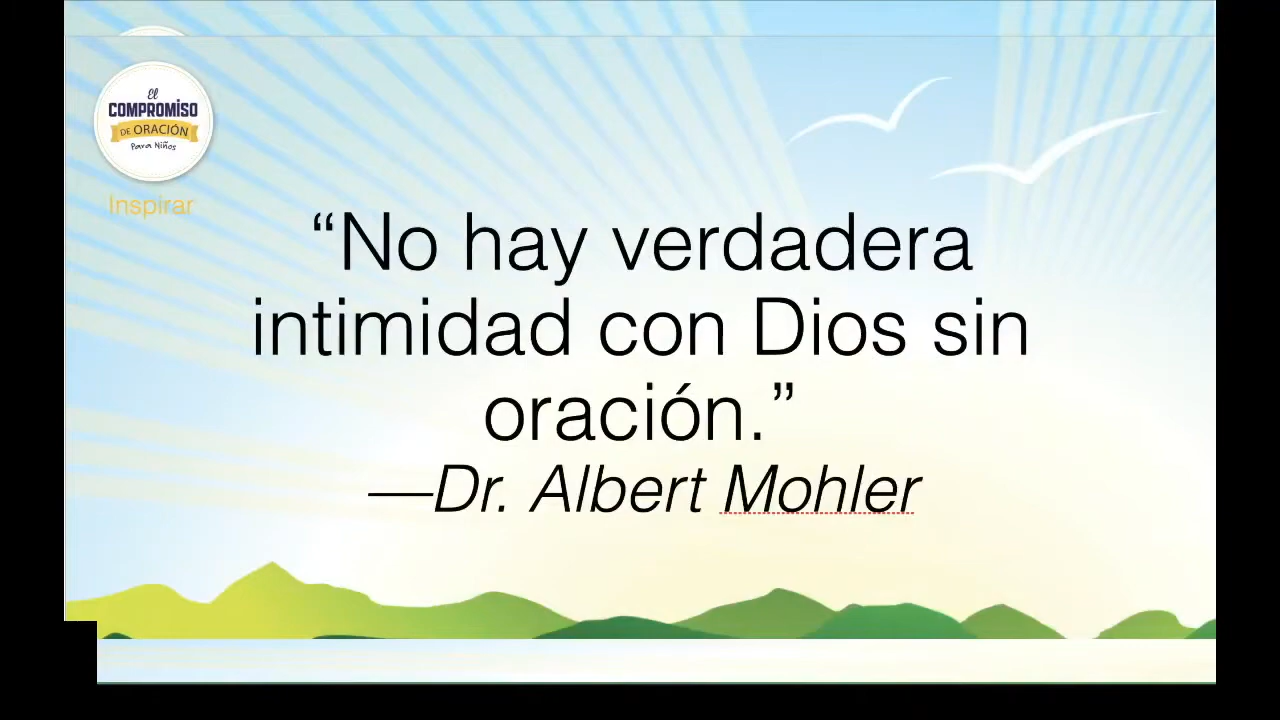 El
COMPROMiSO
DE ORACIÓN
Para Niños
Inspirar
“No hay verdadera
intimidad con Dios sin
oración.”
—Dr. Albert Mohler